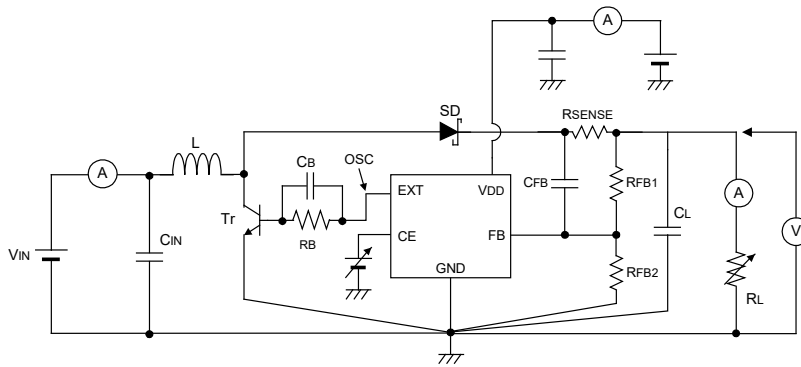 A
SD
RSENSE
L
A
CB
OSC
EXT
VDD
CFB
RFB1
A
Tr
CL
V
VIN
CIN
RB
CE
FB
GND
RFB2
RL